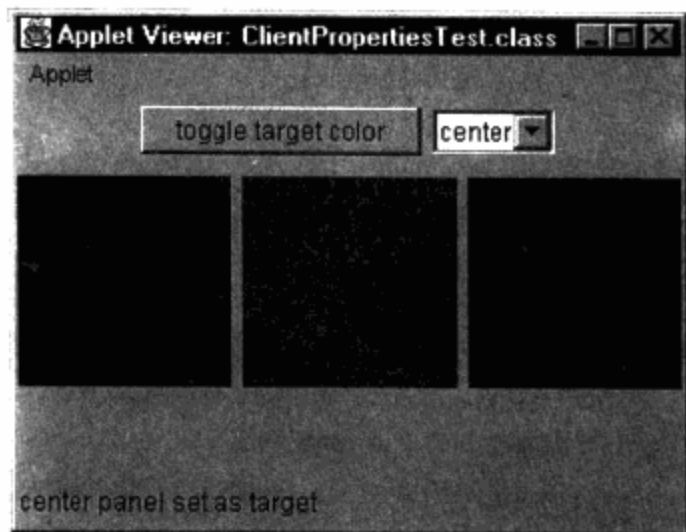 Applet Viewer: ClientPropertiesTest.class
Applet
toggle target color
center
center panel set as target